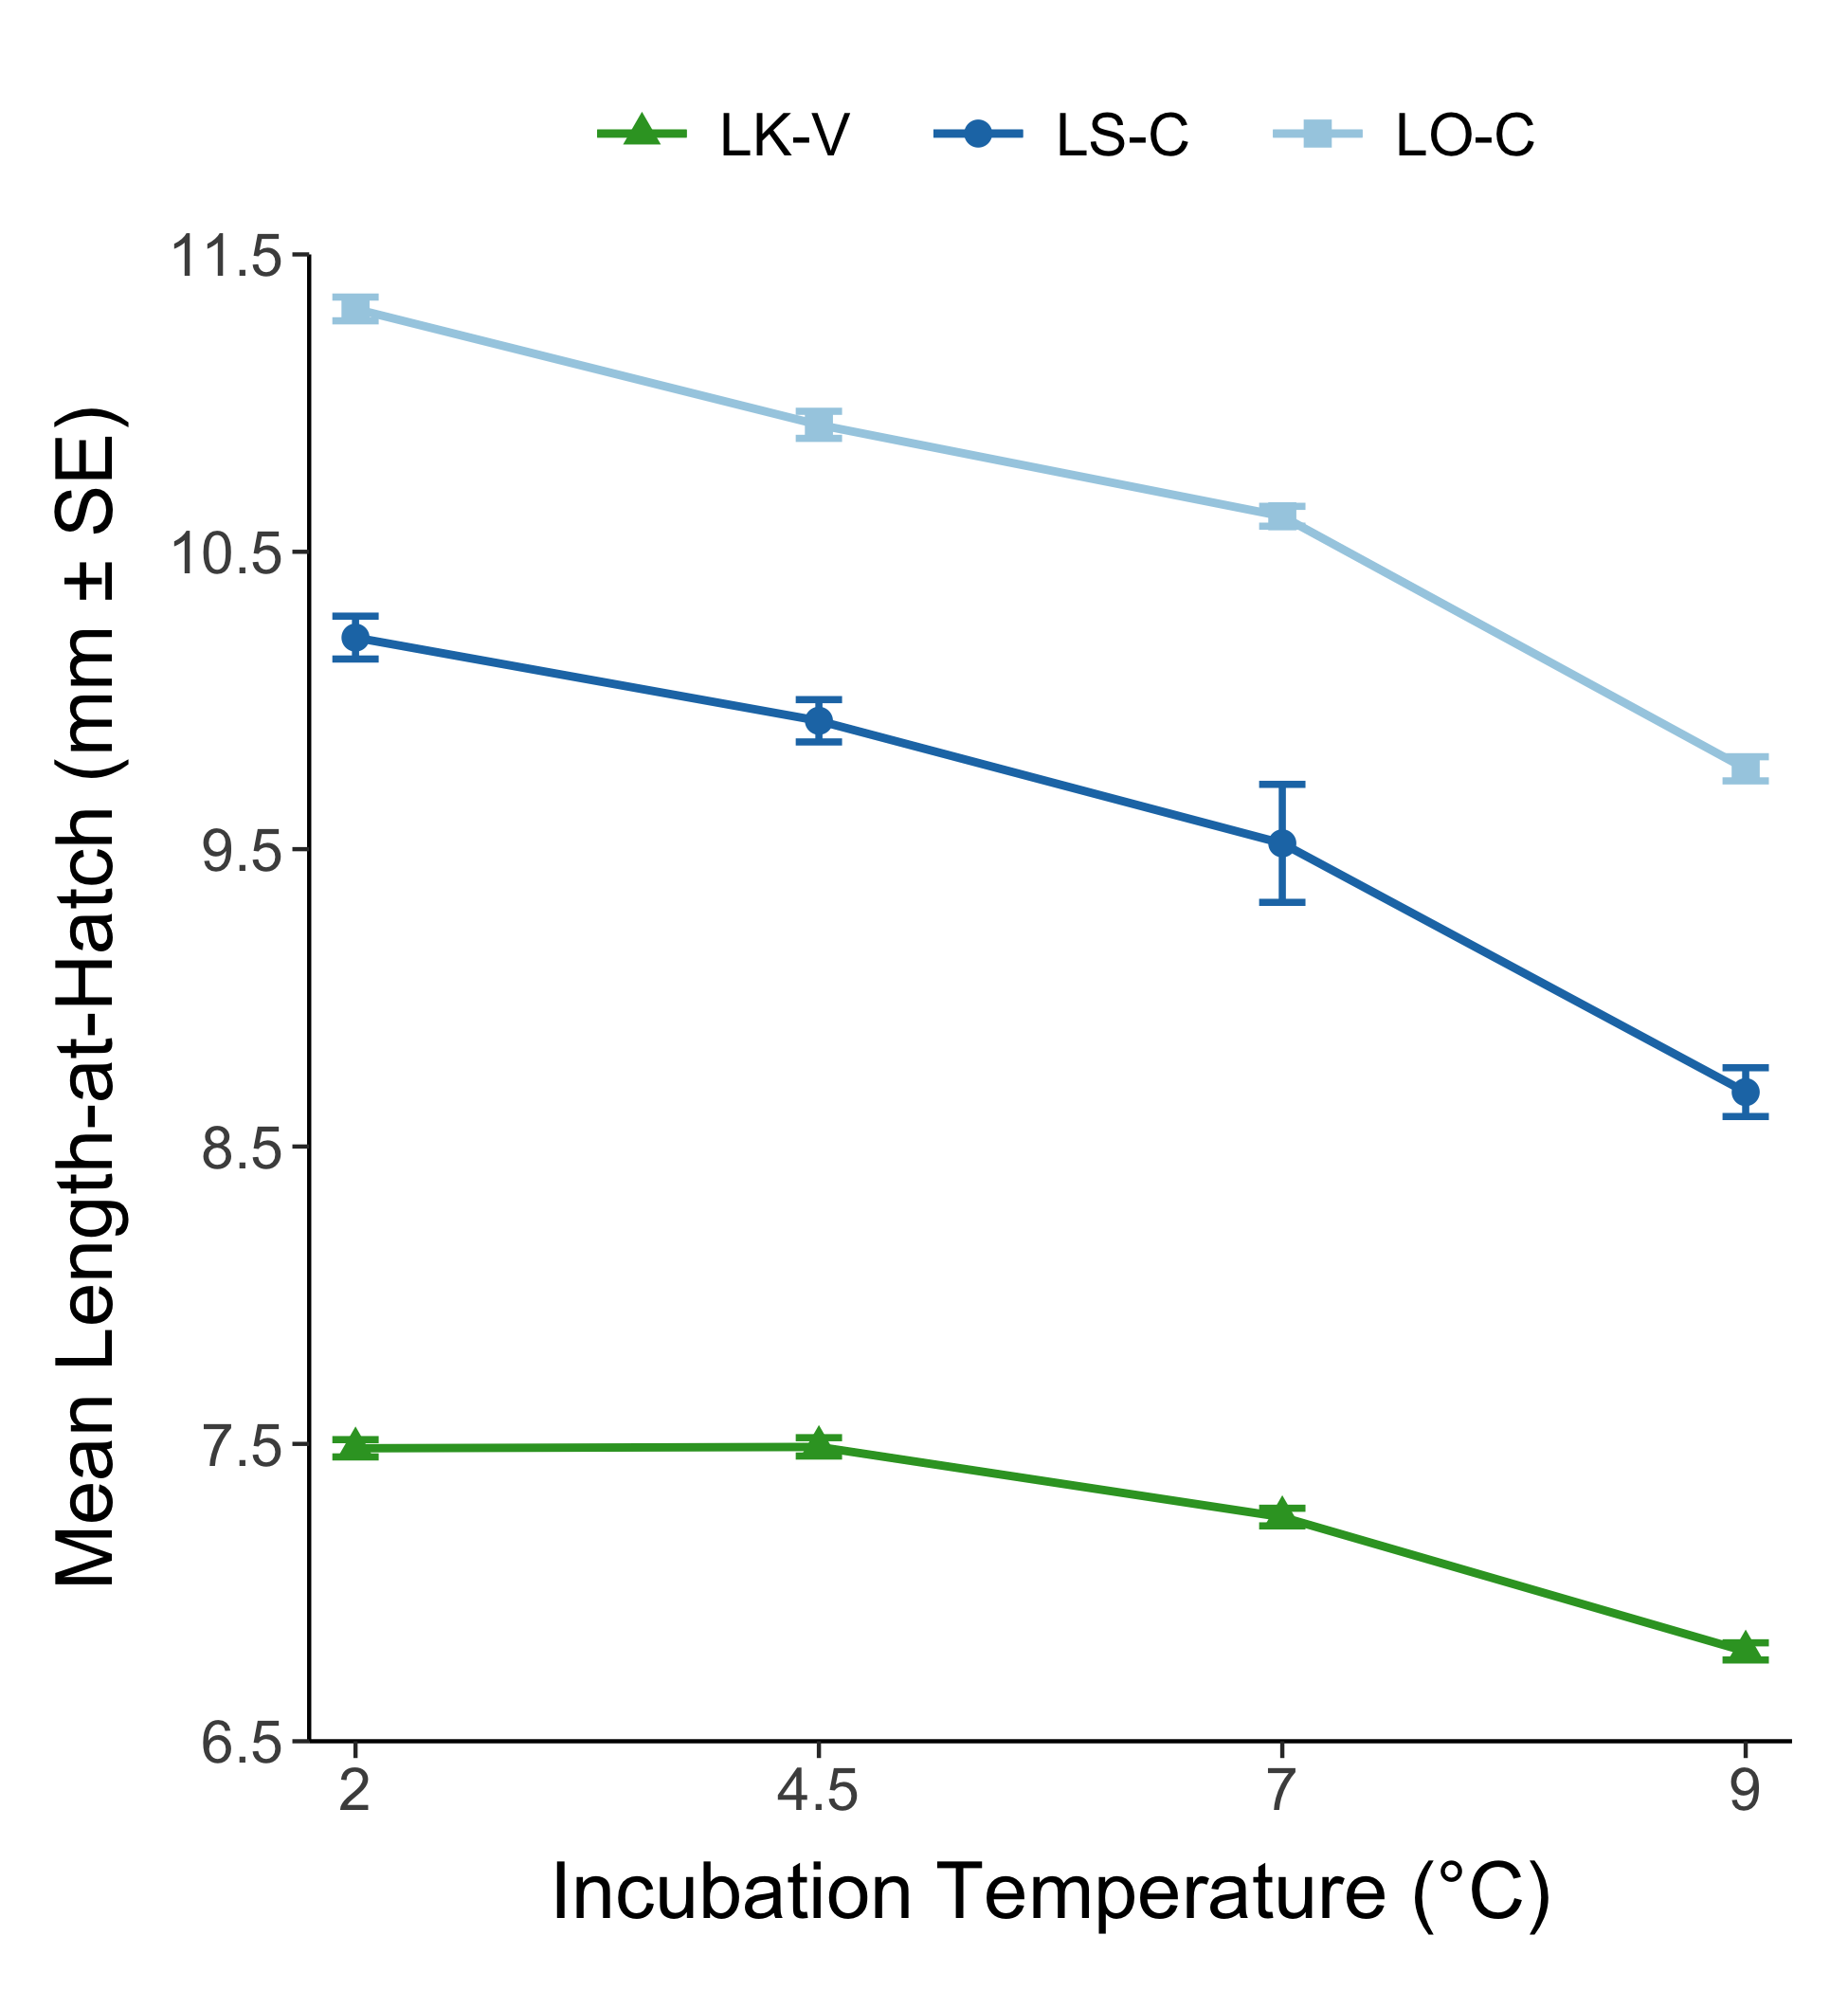 LK-V LS-C LO-C
11.5
10.5
9.5
8.5
7.5
6.5
Mean Length-at-Hatch (mm ± SE)
2 4.5 7 9
Incubation Temperature (°C)